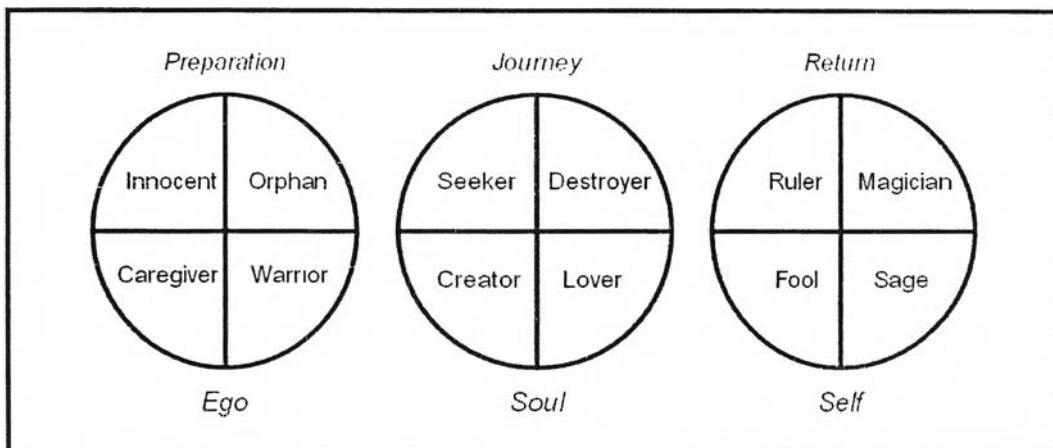 Preparation Journey Return
Innocent Orphan Seeker Destroyer Ruler Magician
Caregiver Warrior Creator Lover Fool Sage
Ego Soul Self